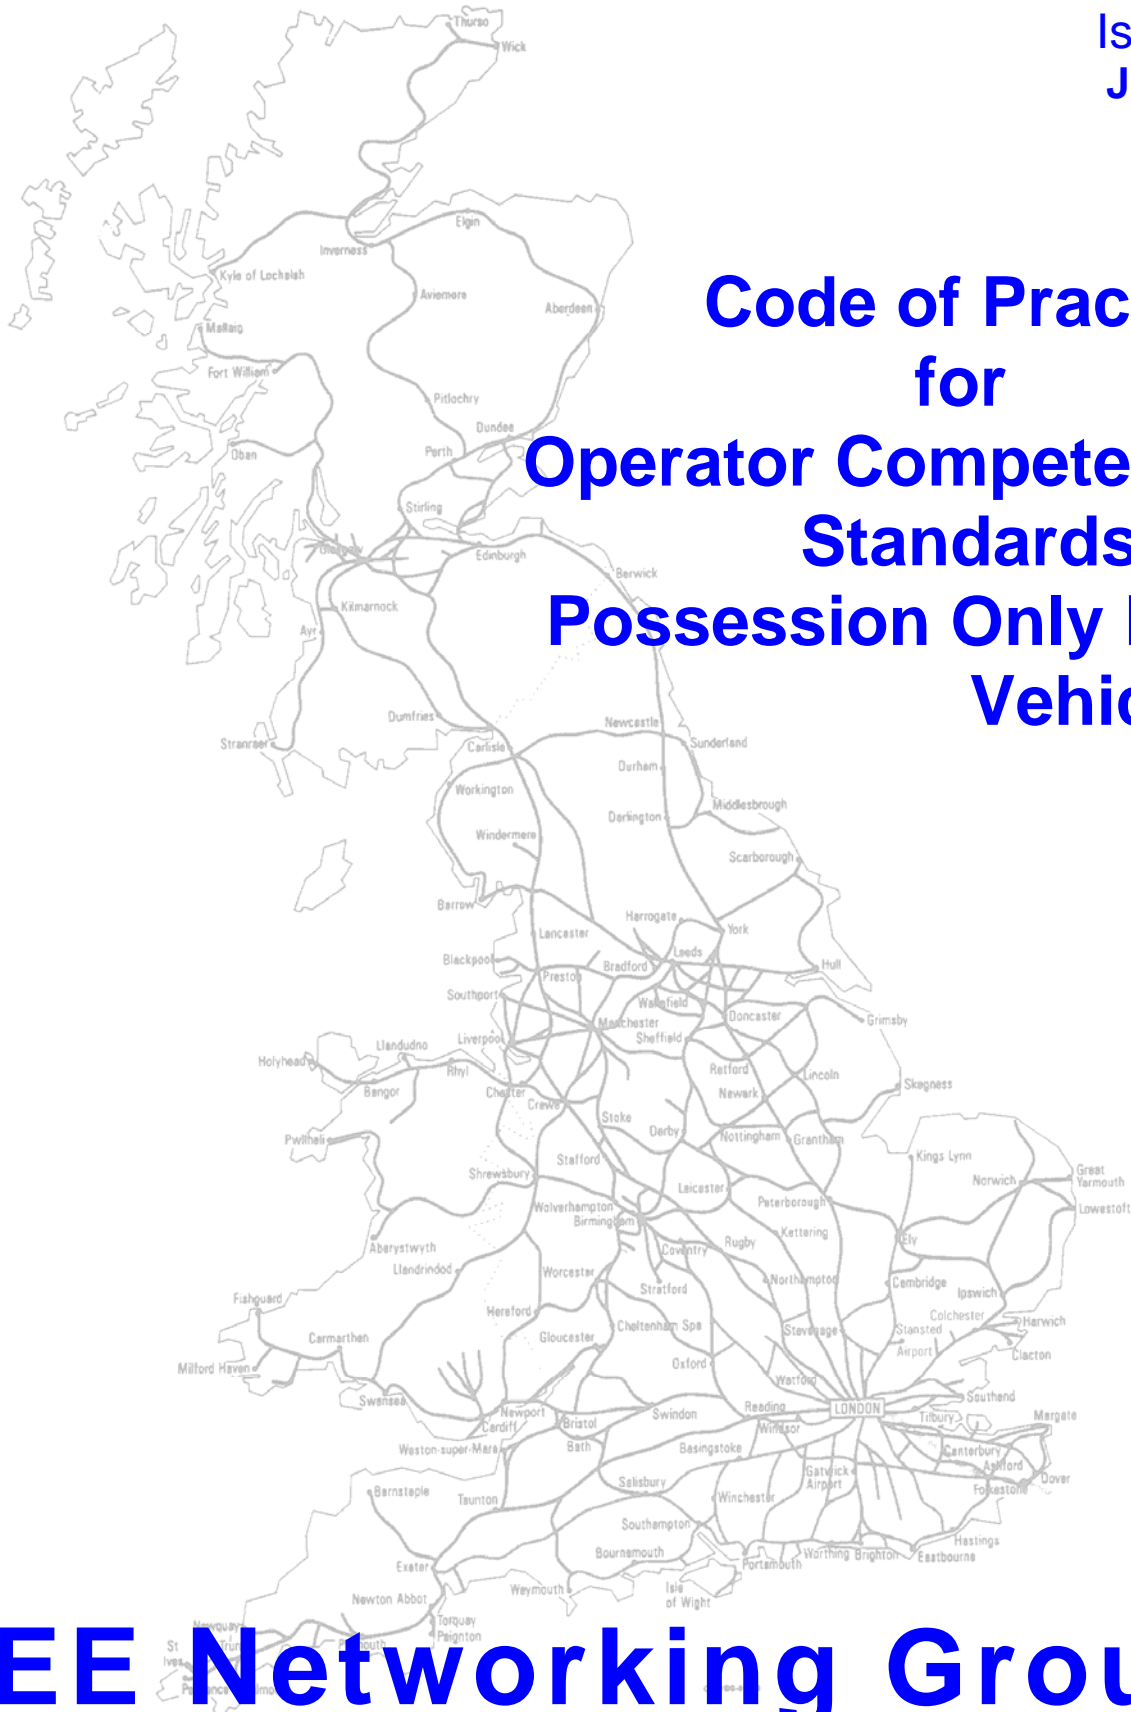 Is
J
Thurso
Wick
Elgin
Inverness
Kyle of Lochalsh
Aviemore
Aberdeen
Code of Prac
Mallaig
for
Fort William
Pitlochry
Dundee
Oban
Perth
Operator Compete
Stirling
Standards
Glasgow
Edinburgh
Berwick
Kilmarnock
Possession Only
Ayr
Vehic
Dumfries
Newcastle
Stranraer
Carlisle
Sunderland
Durham
Workington
Middlesbrough
Darlington
Windermere
Scarborough
Barrow
Harrogate
Lancaster
York
Leeds
Blackpool
Bradford
Hull
Preston
Southport
Wakefield
Manchester
Doncaster
Grimsby
Liverpool
Sheffield
Llandudno
Holyhead
Rhyl
Retford
Lincoln
Bangor
Chester
Newark
Skegness
Crewe
Stoke
Derby
Nottingham
Grantham
Pwllheli
Stafford
Kings Lynn
Shrewsbury
Norwich
Great
Yarmouth
Leicester
Peterborough
Wolverhampton
Lowestoft
Birmingham
Kettering
Aberystwyth
Coventry
Rugby
Ely
Llandrindod
Worcester
Stratford
Northampton
Cambridge
Ipswich
Fishguard
Hereford
Cheltenham Spa
Colchester
Harwich
Carmarthen
Gloucester
Stevenage
Stansted
Airport
Clacton
Milford Haven
Oxford
Watford
Swansea
Southend
Newport
Swindon
Reading
LONDON
Tilbury
Margate
Cardiff
Bristol
Windsor
Weston-super-Mare
Bath
Basingstoke
Canterbury
Ashford
Dover
Barnstaple
Taunton
Salisbury
Gatwick
Airport
Folkestone
Winchester
Southampton
Hastings
Bournemouth
Portsmouth
Worthing
Brighton
Eastbourne
Exeter
Weymouth
Isle
of Wight
Newton Abbot
Torquay
Paignton
Newquay
St
Ives
Plymouth
EE Networking Grou